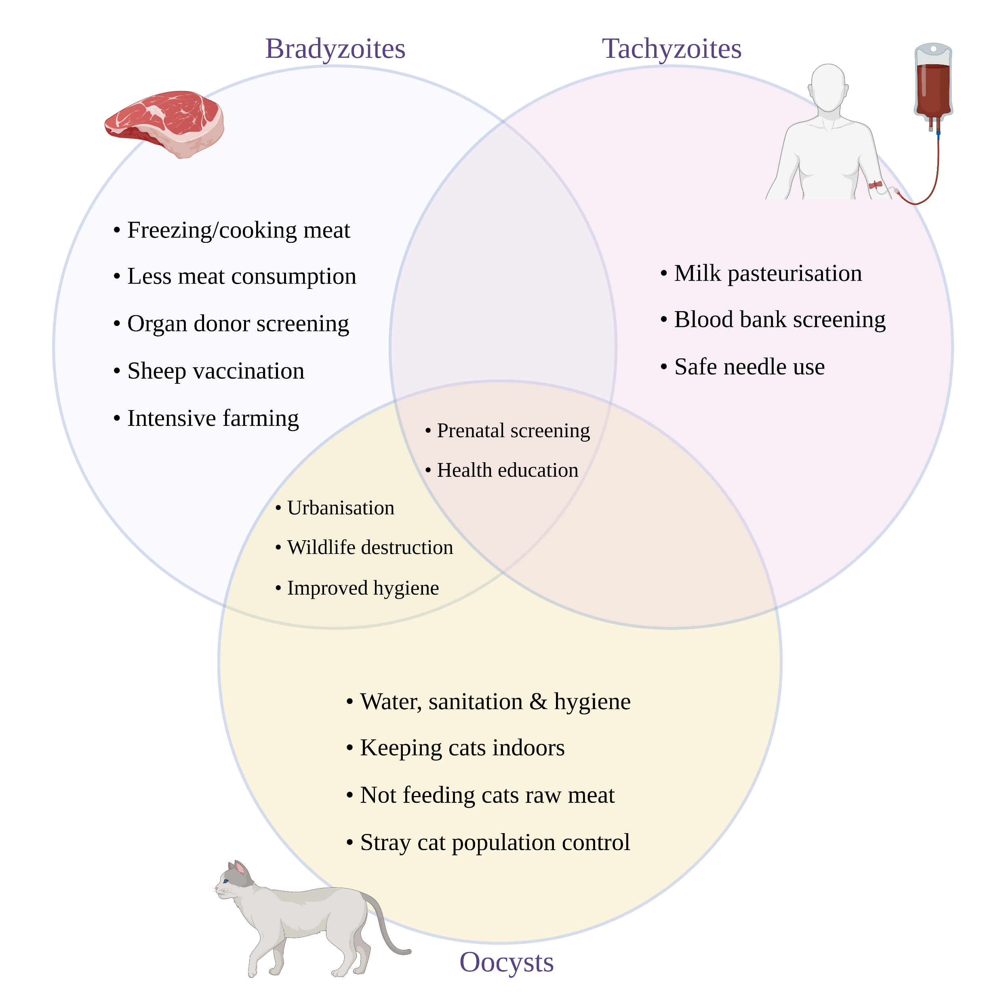 Bradyzoites
Tachyzoites
• Freezing/cooking meat
• Less meat consumption
• Organ donor screening
• Sheep vaccination
• Intensive farming
• Milk pasteurisation
• Blood bank screening
• Safe needle use
• Prenatal screening
• Health education
• Urbanisation
• Wildlife destruction
• Improved hygiene
• Water, sanitation & hygiene
• Keeping cats indoors
• Not feeding cats raw meat
• Stray cat population control
Oocysts